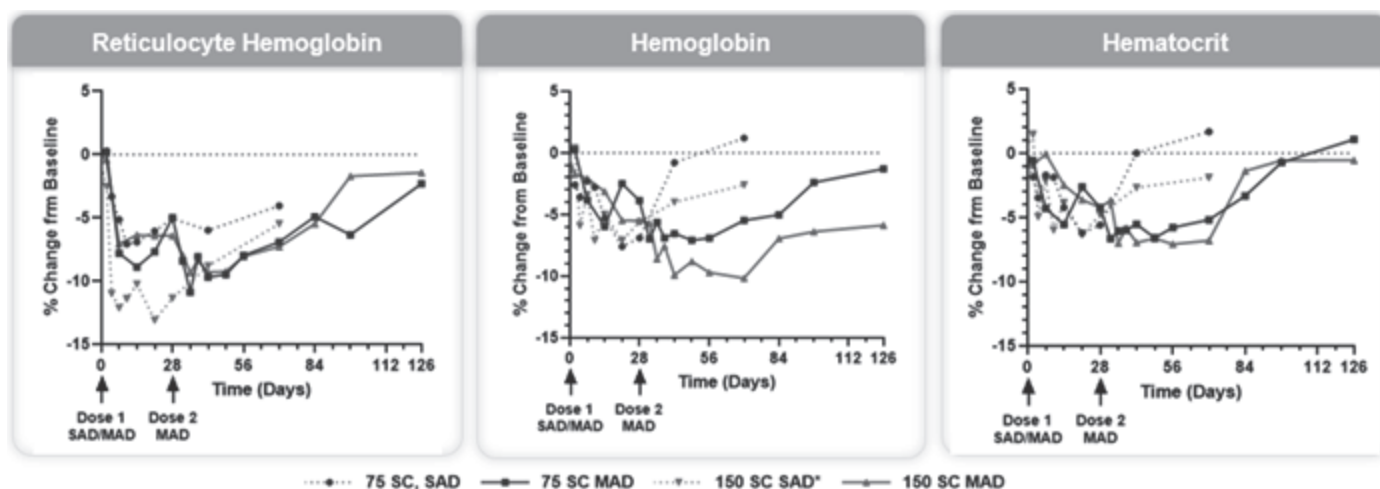 Reticulocyte Hemoglobin
Hemoglobin
Hematocrit
% Change frm Baseline
5
0
-5
-10
-15
0 28 56 84 112 126
Time (Days)
Dose 1
SAD/MAD
Dose 2
MAD
% Change from Baseline
5
0
-5
-10
-15
0 28 56 84 112 126
Time (Days)
Dose 1
SAD/MAD
Dose 2
MAD
% Change frm Baseline
5
0
-5
-10
-15
0 28 56 84 112 126
Time (Days)
Dose 1
SAD/MAD
Dose 2
MAD
75 SC, SAD 75 SC MAD 150 SC SAD* 150 SC MAD